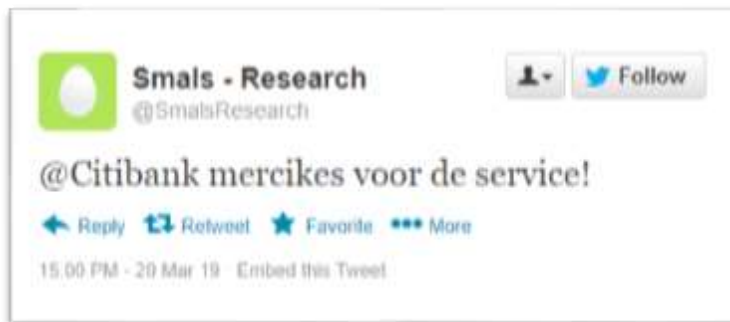 Smals - Research
Follow
@SmalsResearch
@Citibank mercikes voor de service!
Reply Retweet Favorite More
15.00 PM - 20 Mar 19 Embed this Tweet